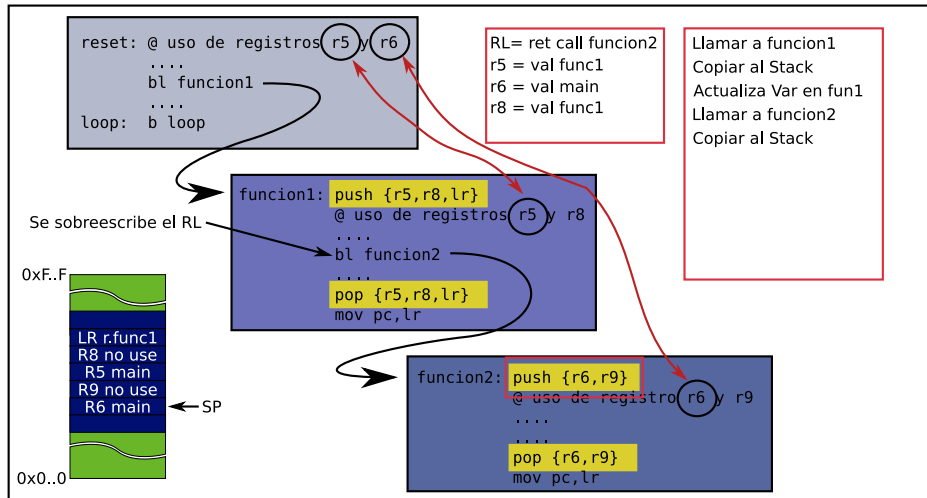 reset: @ uso de registros r5 y r6
....
bl funcion1
....
loop: b loop
RL= ret call funcion2
r5 = val func1
r6 = val main
r8 = val func1
Llamar a funcion1
Copiar al Stack
Actualiza Var en fun1
Llamar a funcion2
Copiar al Stack
funcion1: push {r5,r8,lr}
@ uso de registros r5 y r8
....
bl funcion2
....
pop {r5,r8,lr}
mov pc,lr
Se sobreescribe el RL
0xF..F
LR r.func1
R8 no use
R5 main
R9 no use
R6 main
SP
0x0..0
funcion2: push {r6,r9}
@ uso de registro r6 y r9
....
....
pop {r6,r9}
mov pc,lr